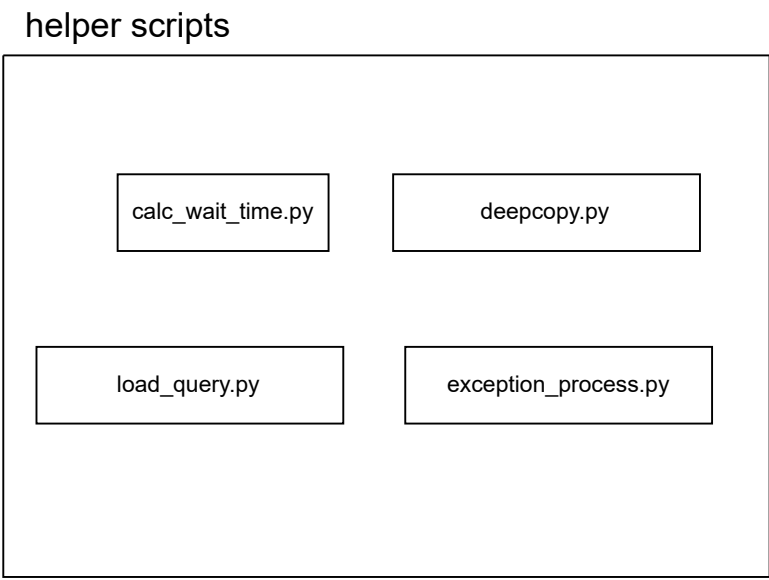 helper scripts
calc_wait_time.py
deepcopy.py
load_query.py
exception_process.py